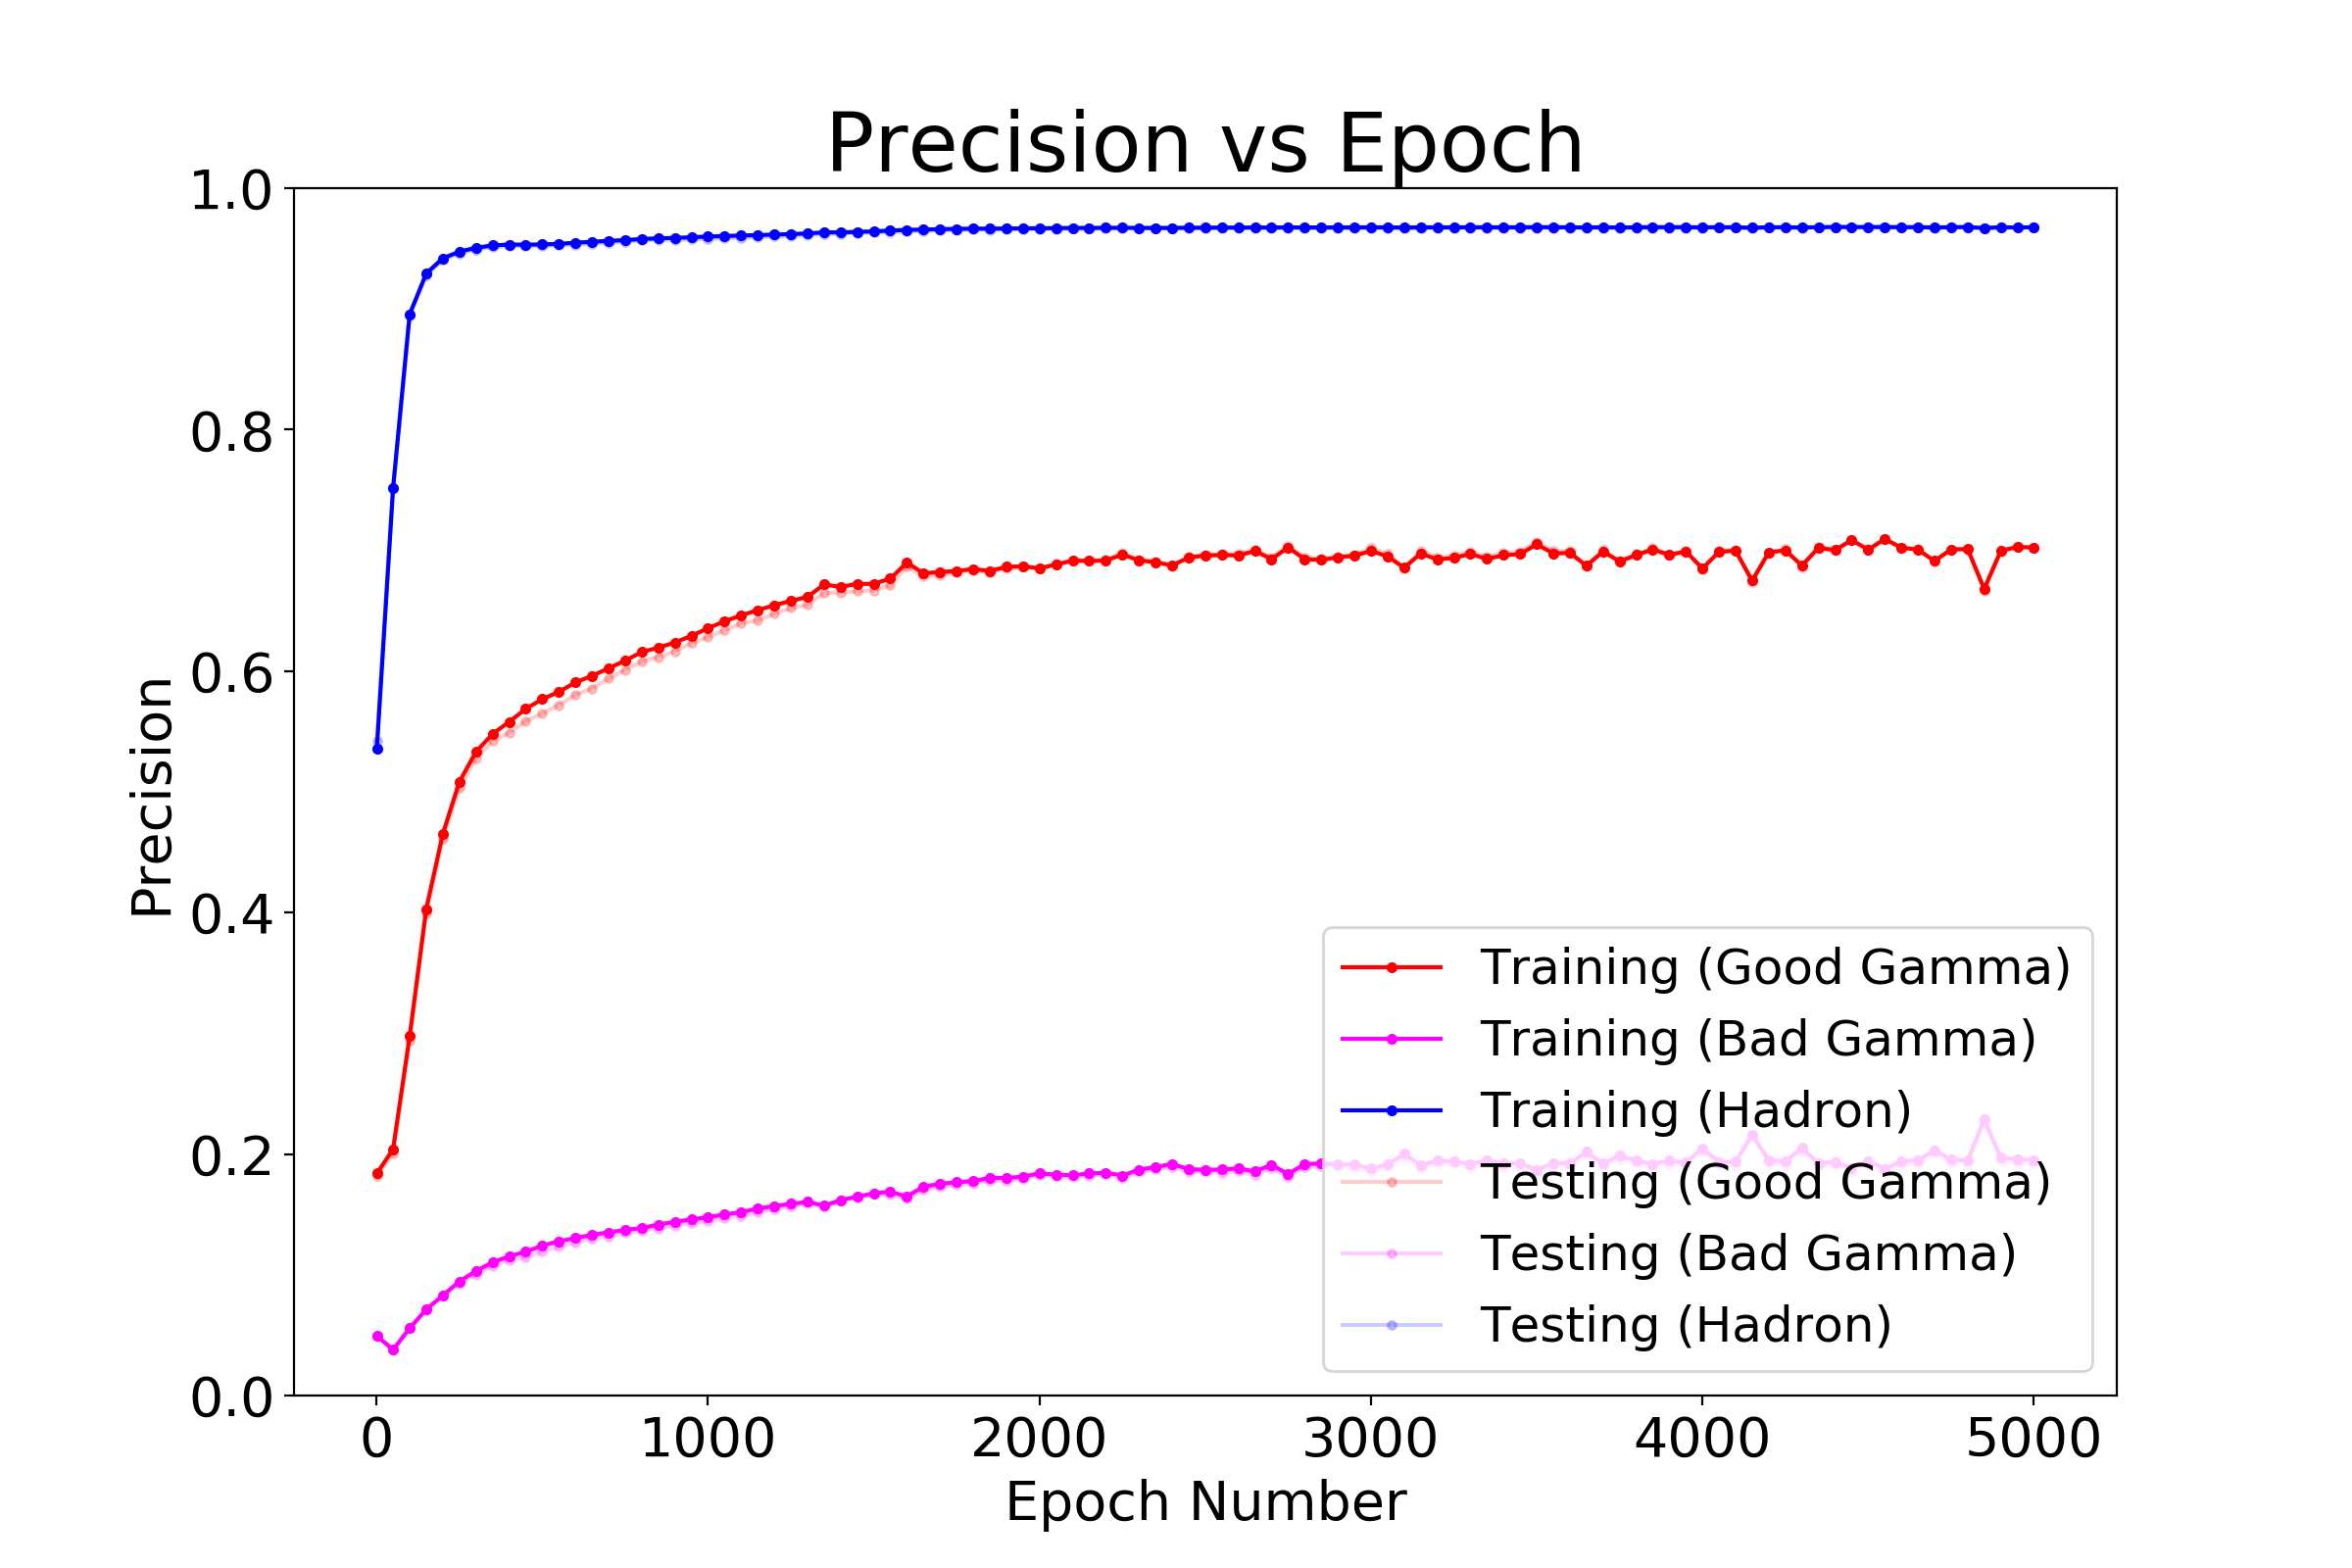 Precision vs Epoch
1.0
0.8
0.6
0.4
0.2
0.0
Precision
Training (Good Gamma)
Training (Bad Gamma)
Training (Hadron)
Testing (Good Gamma)
Testing (Bad Gamma)
Testing (Hadron)
0 1000 2000 3000 4000 5000
Epoch Number